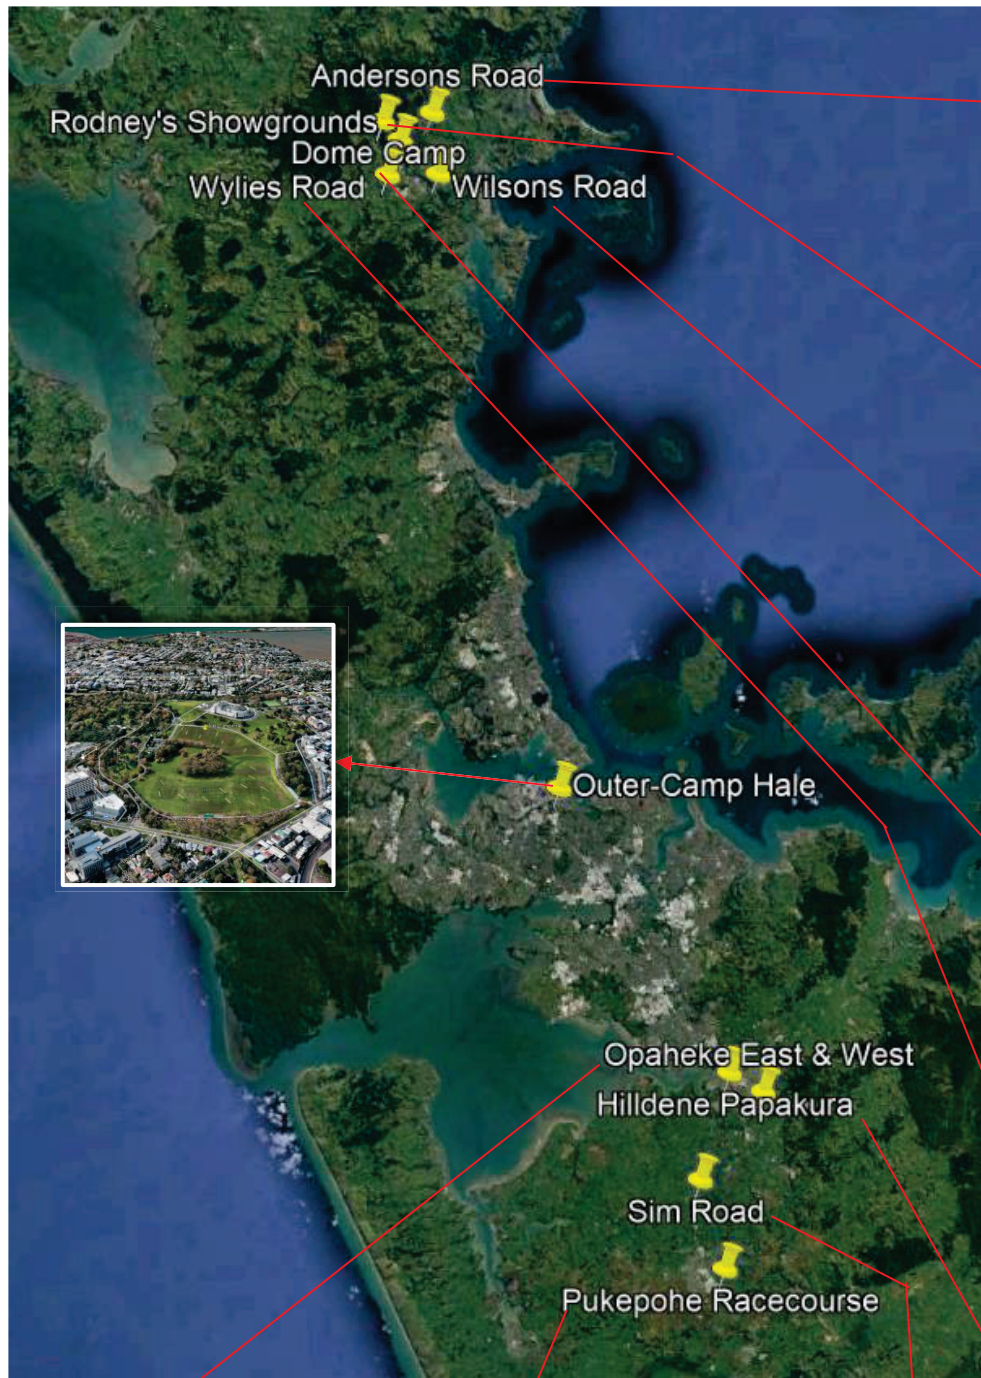 Andersons Road
Rodney's Showgrounds
Dome Camp
Wylies Road
Wilsons Road
Outer-Camp Hale
Opaheke East & West
Hilldene Papakura
Sim Road
Pukepohe Racecourse